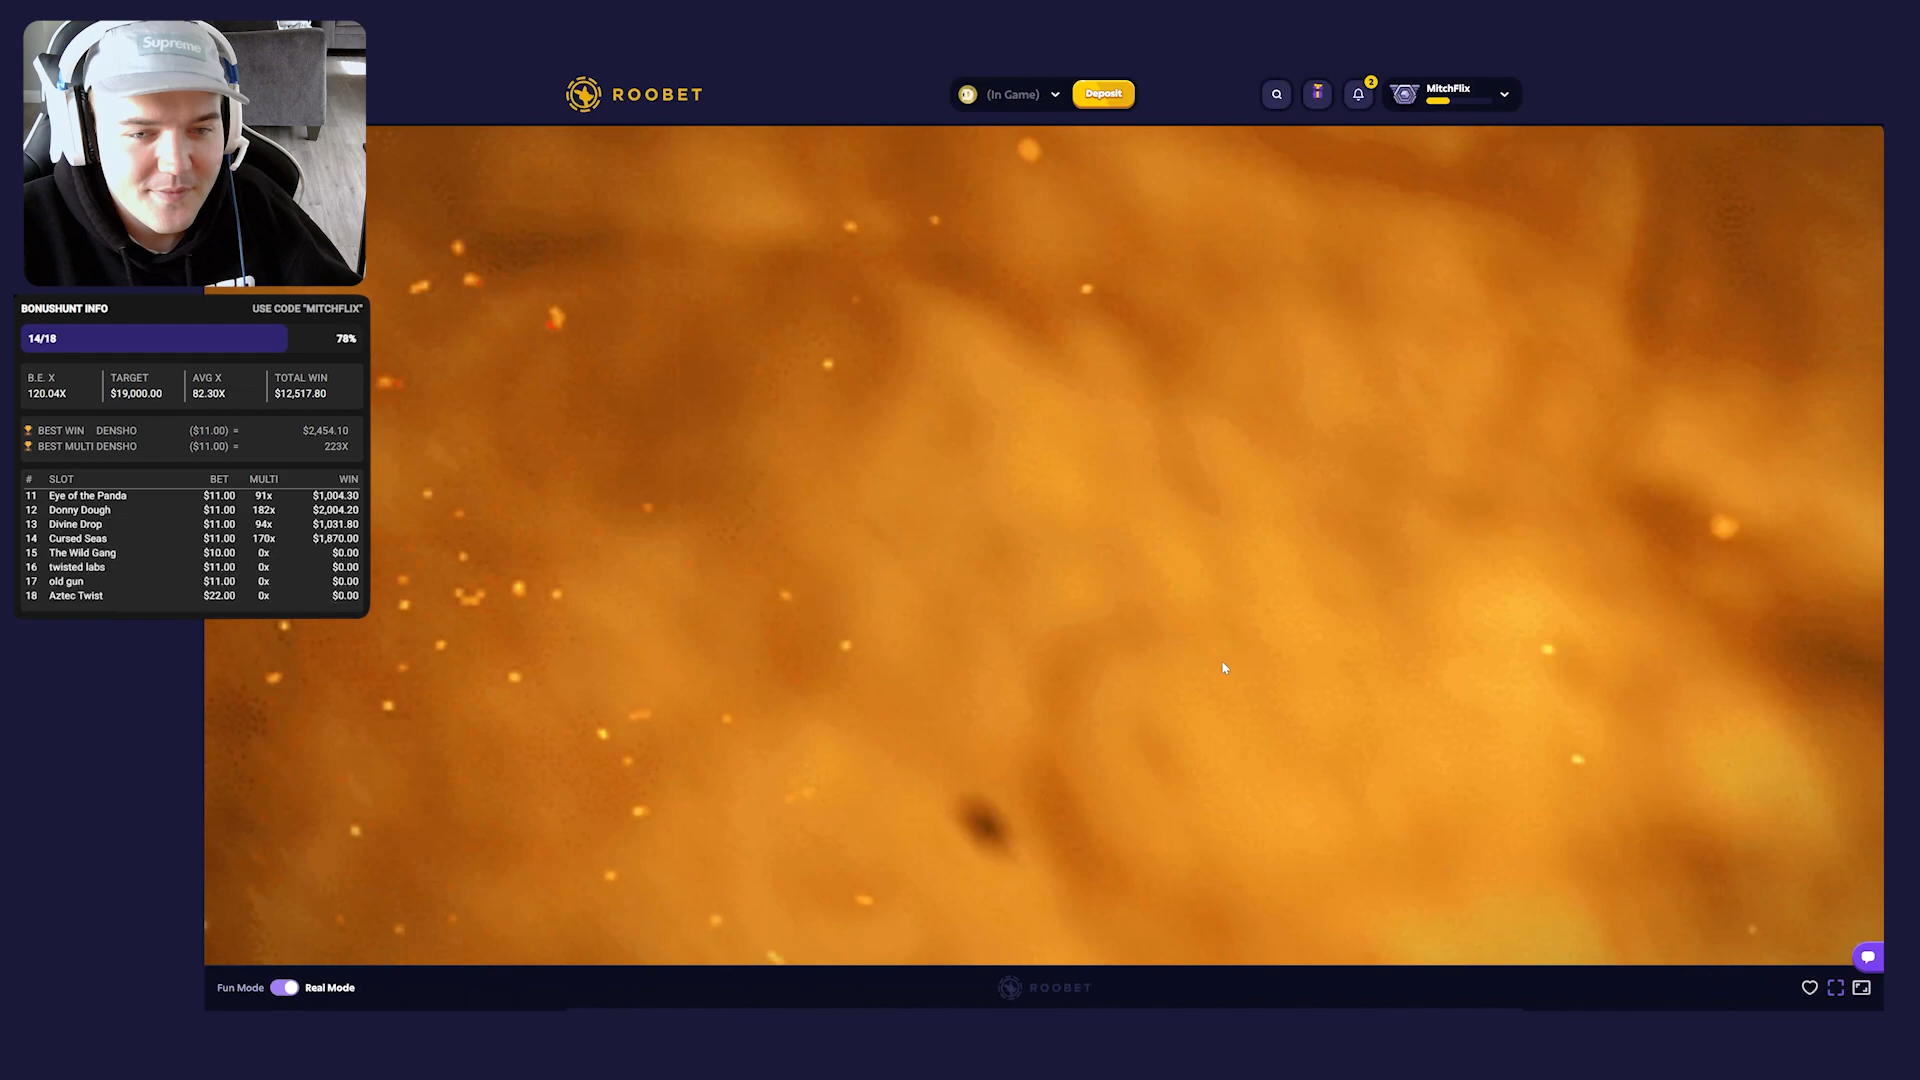 Supreme
ROOBET
(In Game)
Deposit
2
MitchFlix
BONUSHUNT INFO USE CODE "MITCHFLIX"
14/18 78%
B.E. X TARGET AVG X TOTAL WIN
120.04X $19,000.00 82.30X $12,517.80
BEST WIN DENSHO ($11.00) = $2,454.10
BEST MULTI DENSHO ($11.00) = 223X
# SLOT BET MULTI WIN
11 Eye of the Panda $11.00 91x $1,004.30
12 Donny Dough $11.00 182x $2,004.20
13 Divine Drop $11.00 94x $1,031.80
14 Cursed Seas $11.00 170x $1,870.00
15 The Wild Gang $10.00 0x $0.00
16 twisted labs $11.00 0x $0.00
17 old gun $11.00 0x $0.00
18 Aztec Twist $22.00 0x $0.00
Fun Mode Real Mode
ROOBET